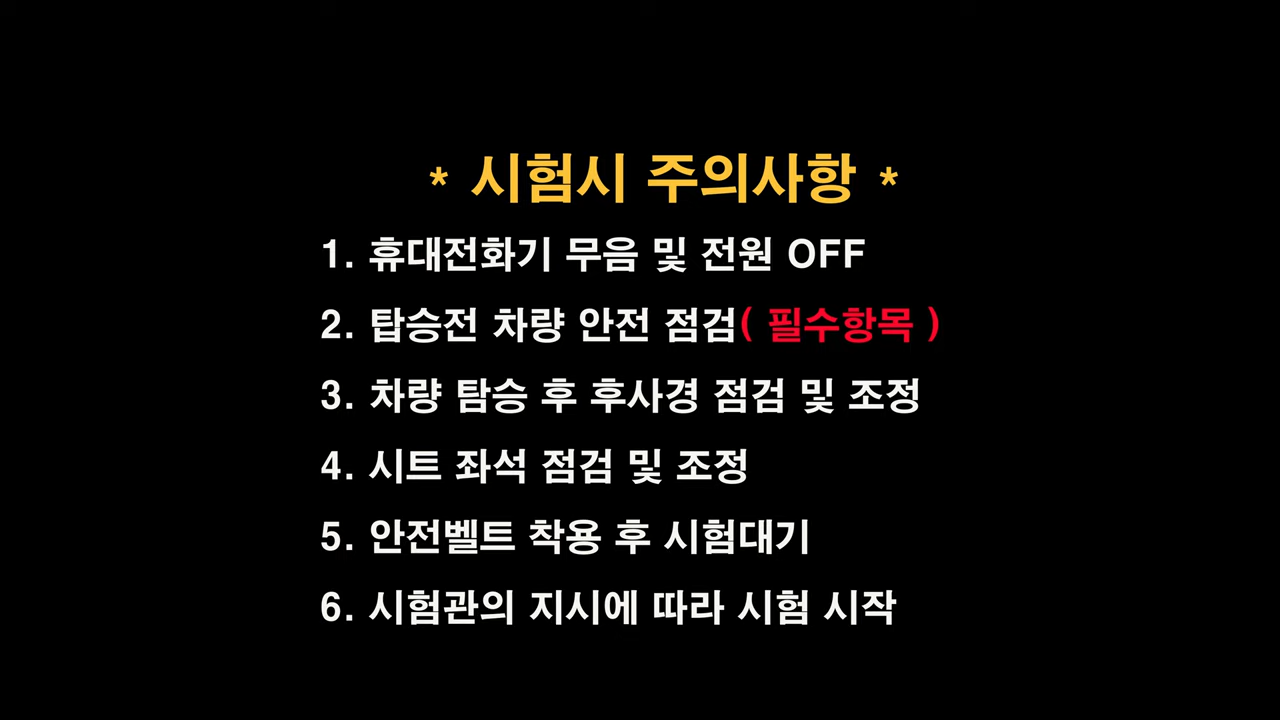 * 시험시 주의사항 *
1. 휴대전화기 무음 및 전원 OFF
2. 탑승전 차량 안전 점검( 필수항목 )
3. 차량 탐승 후 후사경 점검 및 조정
4. 시트 좌석 점검 및 조정
5. 안전벨트 착용 후 시험대기
6. 시험관의 지시에 따라 시험 시작